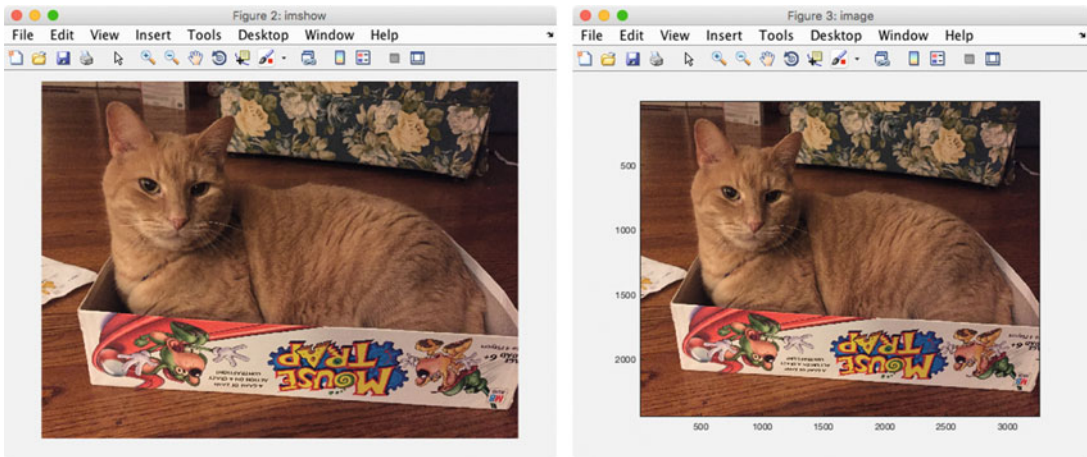 Figure 2: imshow
File Edit View Insert Tools Desktop Window Help
MOUSE
TRAP
Figure 3: image
File Edit View Insert Tools Desktop Window Help
500
1000
1500
2000
MOUSE
TRAP
500 1000 1500 2000 2500 3000